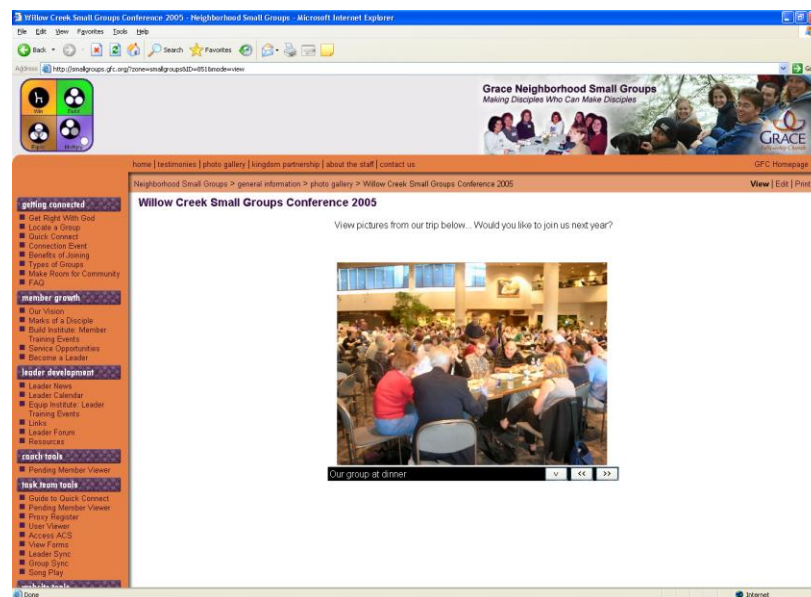 Willow Creek Small Groups Conference 2005 - Neighborhood Small Groups - Microsoft Internet Explorer
File Edit View Favorites Tools Help
Back Search Favorites
Address http://smallgroups.gfc.org/?zone=smallgroups&ID=651&mode=view Go
Win
Equip
Grace Neighborhood Small Groups
Making Disciples Who Can Make Disciples
GRACE
home | testimonies | photo gallery | kingdom partnership | about the staff | contact us
GFC Homepage
Neighborhood Small Groups > general information > photo gallery > Willow Creek Small Groups Conference 2005
View | Edit | Print
getting connected
Get Right With God
Locate a Group
Quick Connect
Connection Event
Benefits of Joining
Types of Groups
Make Room for Community
FAQ
member growth
Our Vision
Marks of a Disciple
Build Institute: Member
Training Events
Service Opportunities
Become a Leader
leader development
Leader News
Leader Calendar
Equip Institute: Leader
Training Events
Links
Leader Forum
Resources
coach tools
Pending Member Viewer
task team tools
Guide to Quick Connect
Pending Member Viewer
Proxy Register
User Viewer
Access ACS
View Forms
Leader Sync
Group Sync
Song Play
website tools
Willow Creek Small Groups Conference 2005
View pictures from our trip below... Would you like to join us next year?
Our group at dinner
v << >>
Done
Internet